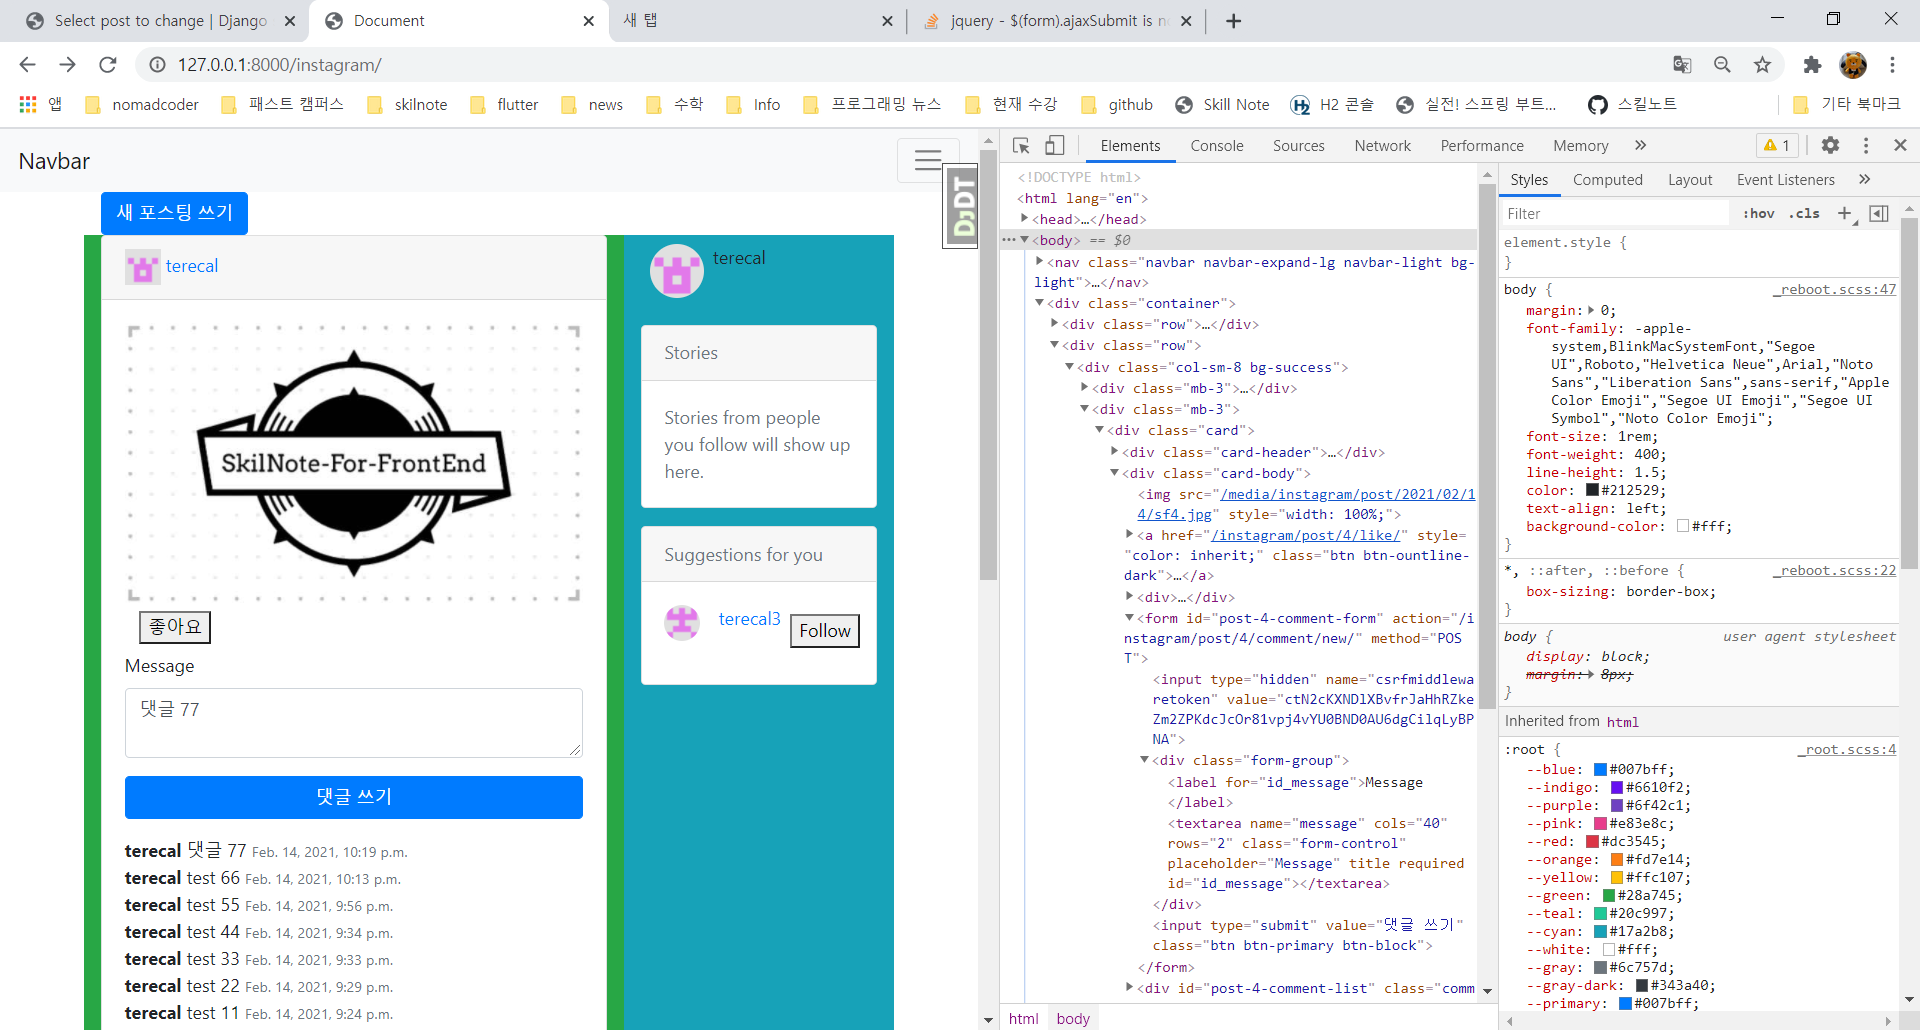 Select post to change | Django
Document
새 탭
jquery - $(form).ajaxSubmit is no
127.0.0.1:8000/instagram/
앱
nomadcoder
패스트 캠퍼스
skilnote
flutter
news
수학
Info
프로그래밍 뉴스
현재 수강
github
Skill Note
H2 콘솔
실전! 스프링 부트...
스킬노트
기타 북마크
Navbar
DJDT
새 포스팅 쓰기
terecal
SkilNote-For-FrontEnd
좋아요
Message
댓글 77
댓글 쓰기
terecal 댓글 77 Feb. 14, 2021, 10:19 p.m.
terecal test 66 Feb. 14, 2021, 10:13 p.m.
terecal test 55 Feb. 14, 2021, 9:56 p.m.
terecal test 44 Feb. 14, 2021, 9:34 p.m.
terecal test 33 Feb. 14, 2021, 9:33 p.m.
terecal test 22 Feb. 14, 2021, 9:29 p.m.
terecal test 11 Feb. 14, 2021, 9:24 p.m.
terecal
Stories
Stories from people
you follow will show up
here.
Suggestions for you
terecal3
Follow
Elements
Console
Sources
Network
Performance
Memory
1
<!DOCTYPE html>
<html lang="en">
<head>…</head>
<body> == $0
<nav class="navbar navbar-expand-lg navbar-light bg-
light">…</nav>
<div class="container">
<div class="row">…</div>
<div class="row">
<div class="col-sm-8 bg-success">
<div class="mb-3">…</div>
<div class="mb-3">
<div class="card">
<div class="card-header">…</div>
<div class="card-body">
<img src="/media/instagram/post/2021/02/1
4/sf4.jpg" style="width: 100%;">
<a href="/instagram/post/4/like/" style=
"color: inherit;" class="btn btn-ountline-
dark">…</a>
<div>…</div>
<form id="post-4-comment-form" action="/i
nstagram/post/4/comment/new/" method="POS
T">
<input type="hidden" name="csrfmiddlewa
retoken" value="ctN2cKXNDlXBvfrJaHhRZke
Zm2ZPKdcJcOr81vpj4vYU0BND0AU6dgCilqLyBP
NA">
<div class="form-group">
<label for="id_message">Message
</label>
<textarea name="message" cols="40"
rows="2" class="form-control"
placeholder="Message" title required
id="id_message"></textarea>
</div>
<input type="submit" value="댓글 쓰기"
class="btn btn-primary btn-block">
</form>
<div id="post-4-comment-list" class="comm
html
body
Styles
Computed
Layout
Event Listeners
Filter
:hov
.cls
element.style {
}
body {
_reboot.scss:47
margin: 0;
font-family: -apple-
system,BlinkMacSystemFont,"Segoe
UI",Roboto,"Helvetica Neue",Arial,"Noto
Sans","Liberation Sans",sans-serif,"Apple
Color Emoji","Segoe UI Emoji","Segoe UI
Symbol","Noto Color Emoji";
font-size: 1rem;
font-weight: 400;
line-height: 1.5;
color: #212529;
text-align: left;
background-color: #fff;
}
*, ::after, ::before {
_reboot.scss:22
box-sizing: border-box;
}
body {
user agent stylesheet
display: block;
margin: 8px;
}
Inherited from html
:root {
_root.scss:4
--blue: #007bff;
--indigo: #6610f2;
--purple: #6f42c1;
--pink: #e83e8c;
--red: #dc3545;
--orange: #fd7e14;
--yellow: #ffc107;
--green: #28a745;
--teal: #20c997;
--cyan: #17a2b8;
--white: #fff;
--gray: #6c757d;
--gray-dark: #343a40;
--primary: #007bff;